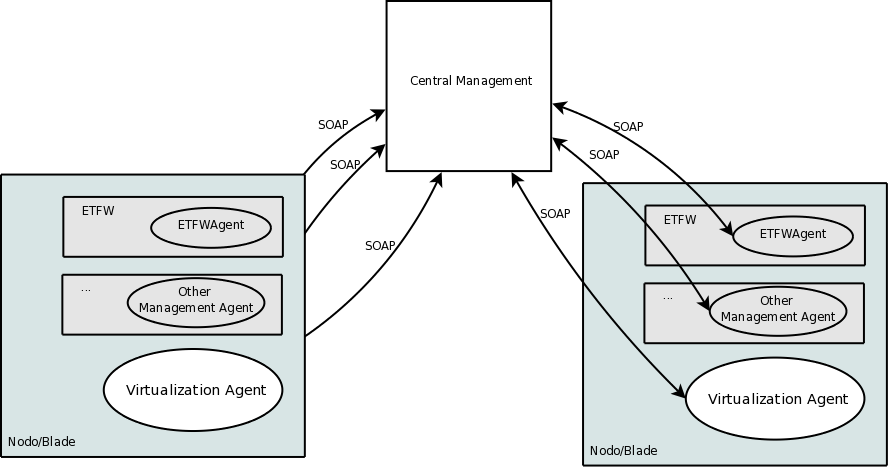 Central Management
SOAP
SOAP
SOAP
SOAP
SOAP
SOAP
ETFW
ETFWAgent
...
Other
Management Agent
Virtualization Agent
Nodo/Blade
ETFW
ETFWAgent
...
Other
Management Agent
Virtualization Agent
Nodo/Blade